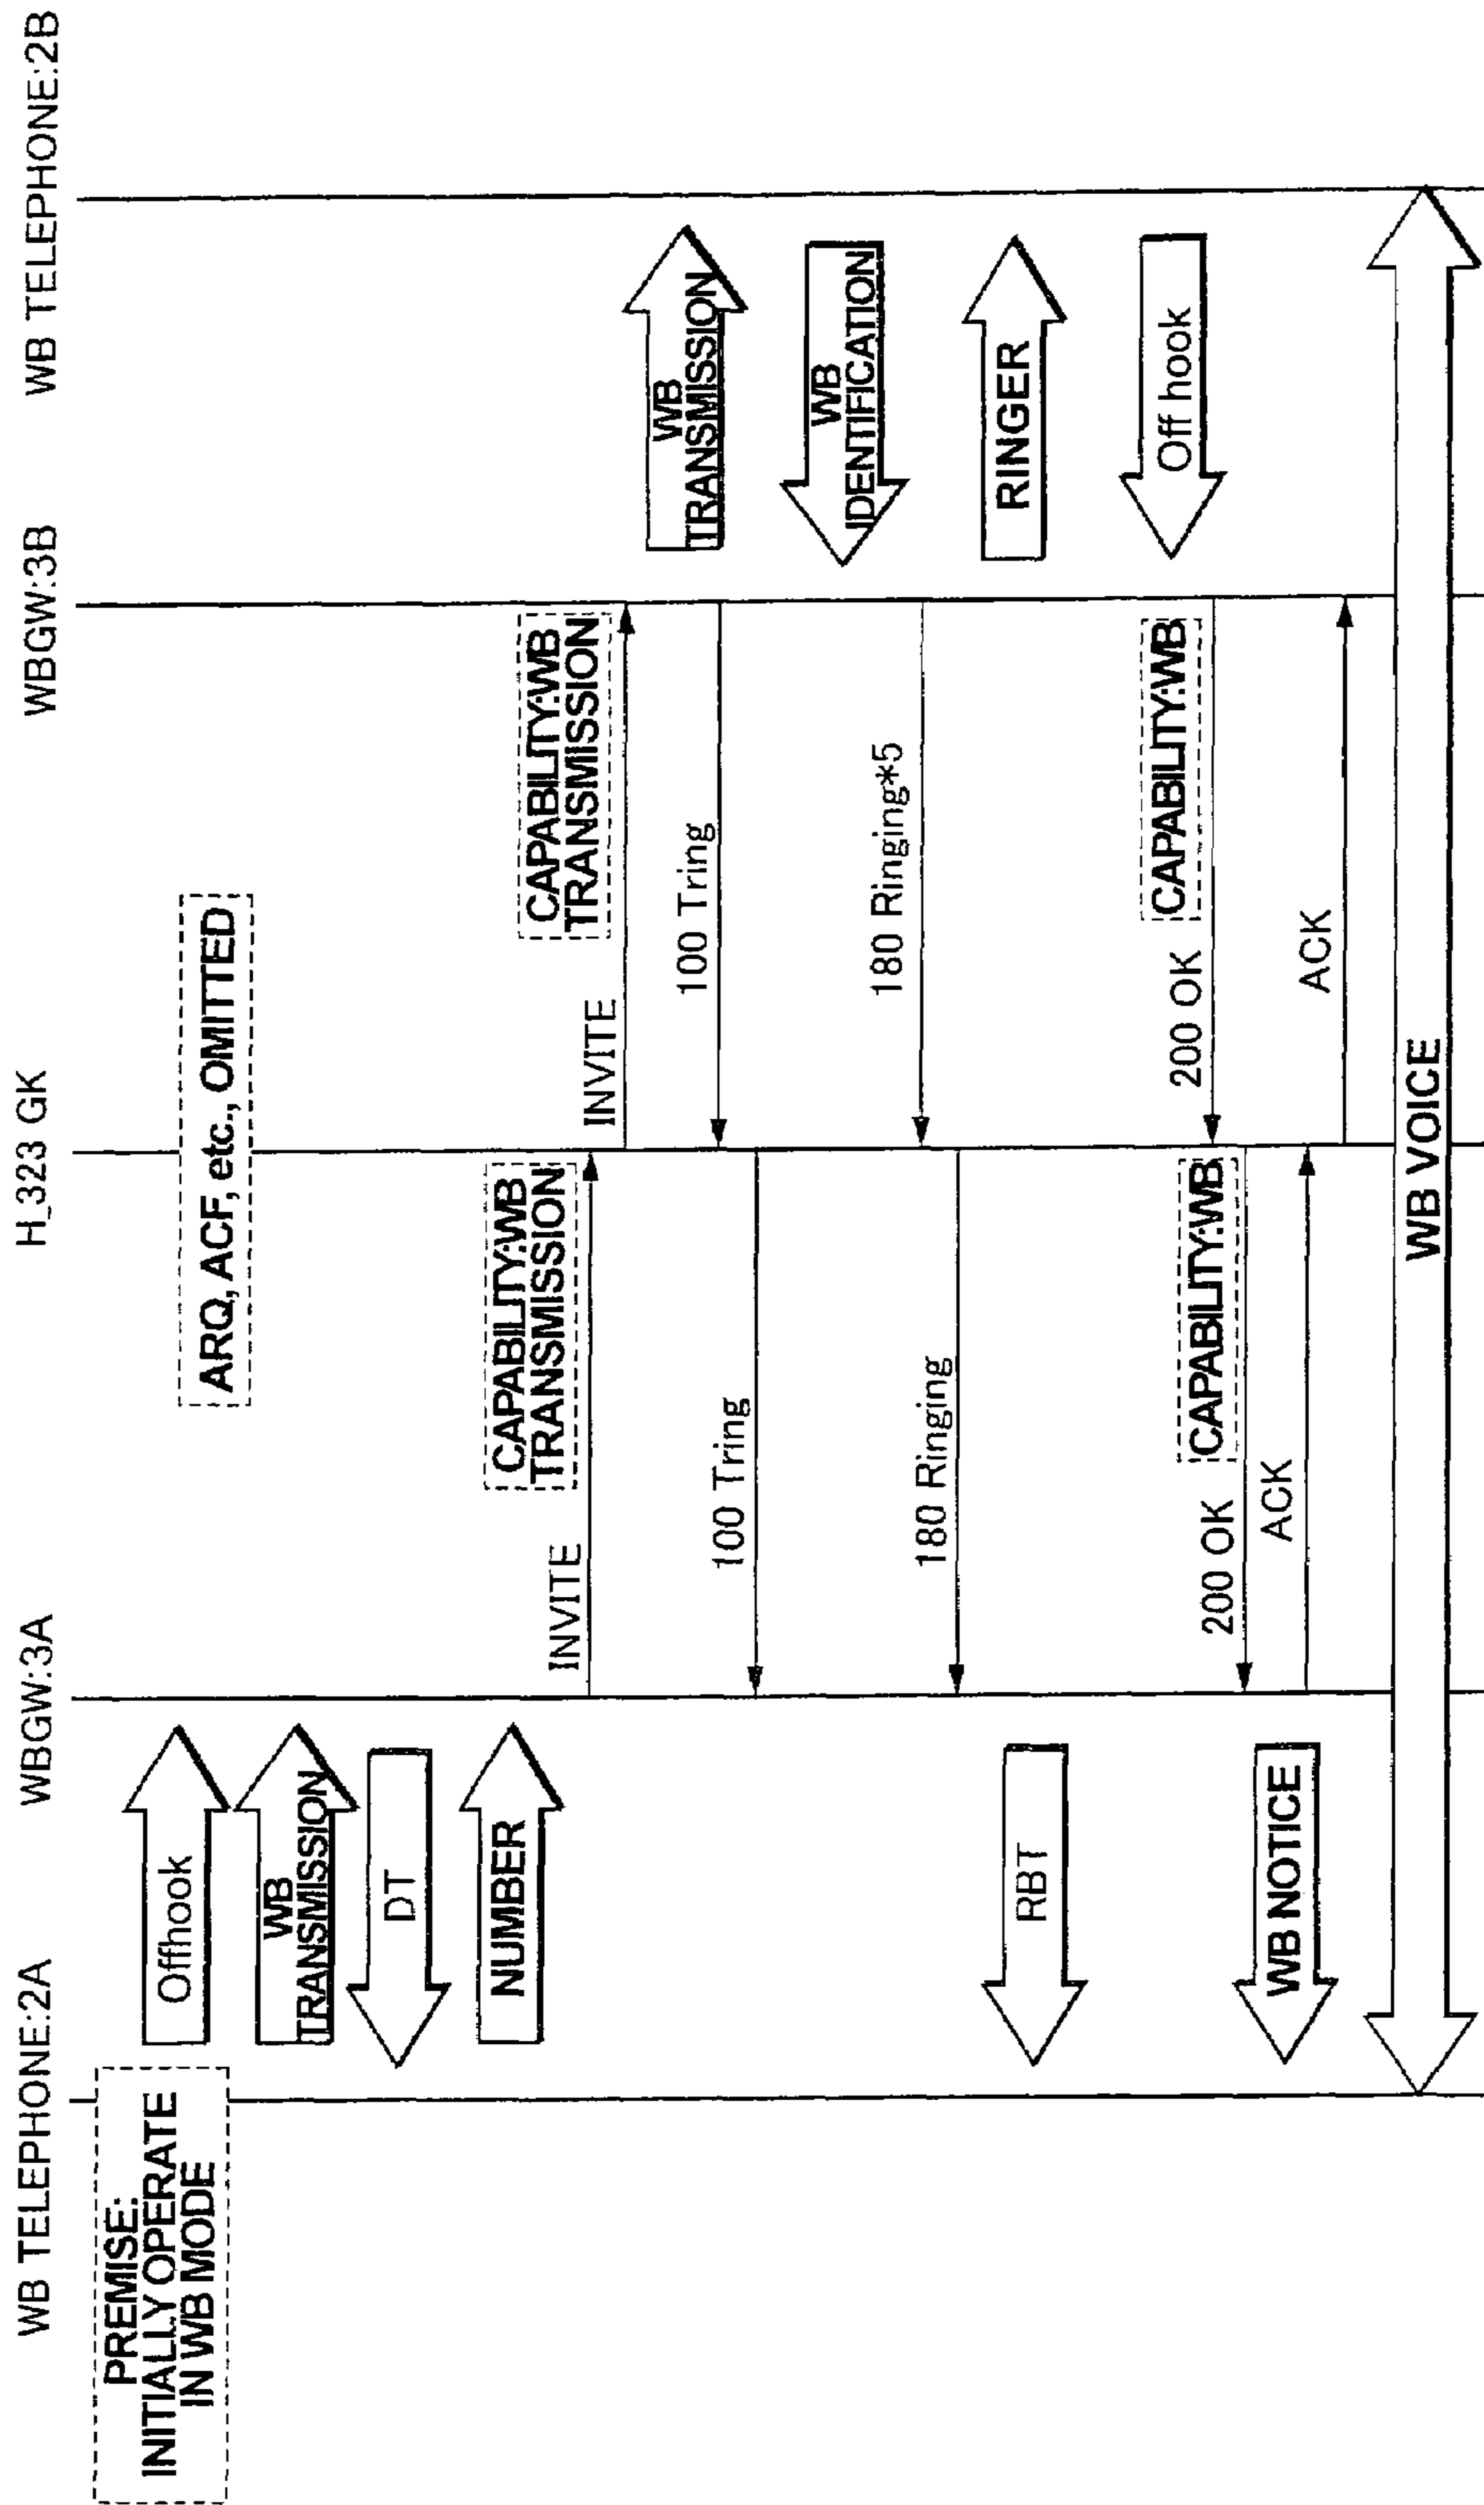 WB TELEPHONE:2A
WBGW:3A
H_323 GK
WBGW:3B
WB TELEPHONE:2B
PREMISE:
INITIALLY OPERATE
IN WB MODE
Offhook
ARQ, ACF, etc., OMITTED
WB
TRANSMISSION
DT
NUMBER
CAPABILITY:WB
TRANSMISSION
INVITE
CAPABILITY:WB
TRANSMISSION
INVITE
WB
TRANSMISSION
100 Tring
100 Tring
WB
IDENTIFICATION
180 Ringing*5
180 Ringing
RINGER
RBT
Off hook
CAPABILITY:WB
200 OK
CAPABILITY:WB
200 OK
WB NOTICE
ACK
ACK
WB VOICE